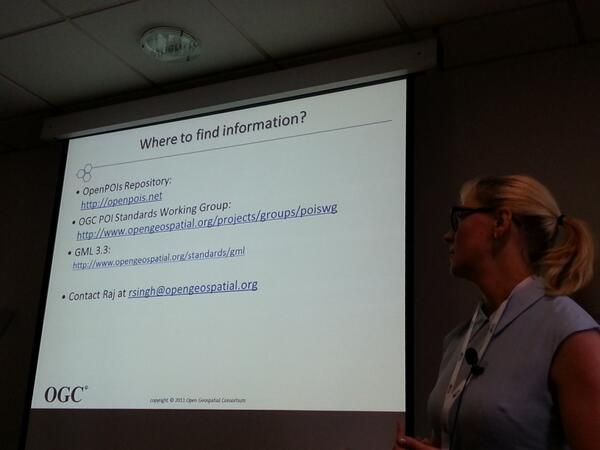 Where to find information?
• OpenPOIs Repository:
http://openpois.net
• OGC POI Standards Working Group:
http://www.opengeospatial.org/projects/groups/poiswg
• GML 3.3:
http://www.opengeospatial.org/standards/gml
• Contact Raj at rsingh@opengeospatial.org
OGC®
copyright © 2011 Open Geospatial Consortium